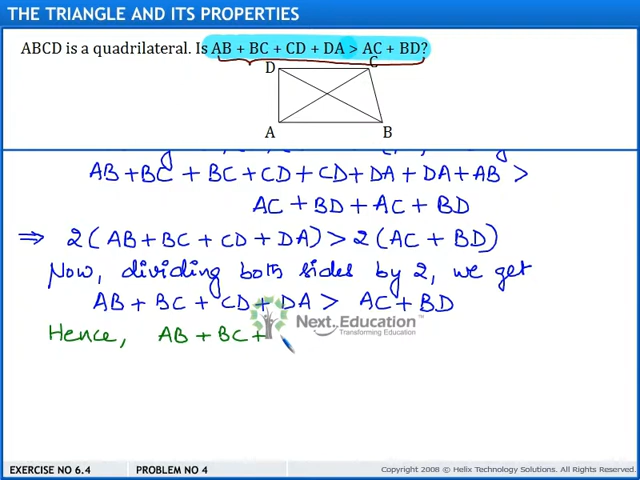 THE TRIANGLE AND ITS PROPERTIES
ABCD is a quadrilateral. Is AB + BC + CD + DA > AC + BD?
D C
A B
AB + BC + BC + CD + CD + DA + DA + AB >
AC + BD + AC + BD
⇒ 2 (AB + BC + CD + DA) > 2 (AC + BD)
Now, dividing both sides by 2, we get
AB + BC + CD + DA > AC + BD
Next Education
Transforming Education
Hence, AB + BC +
EXERCISE NO 6.4 PROBLEM NO 4 Copyright 2008 © Helix Technology Solutions. All Rights Reserved.